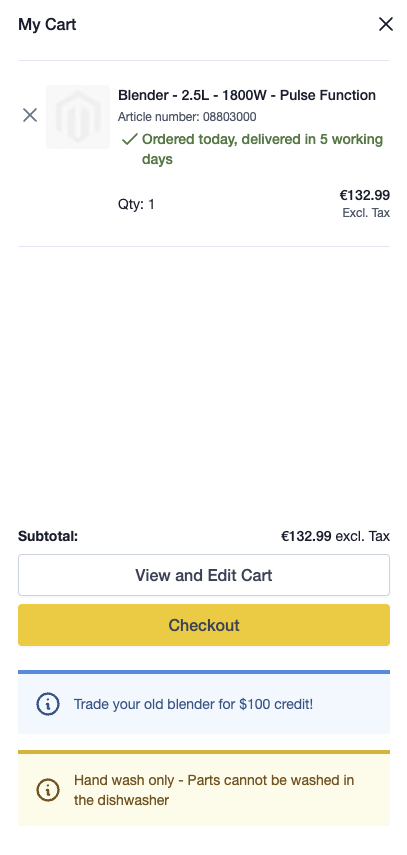 My Cart
Blender - 2.5L - 1800W - Pulse Function
Article number: 08803000
Ordered today, delivered in 5 working
days
Qty: 1
€132.99
Excl. Tax
Subtotal:
€132.99 excl. Tax
View and Edit Cart
Checkout
Trade your old blender for $100 credit!
Hand wash only - Parts cannot be washed in
the dishwasher